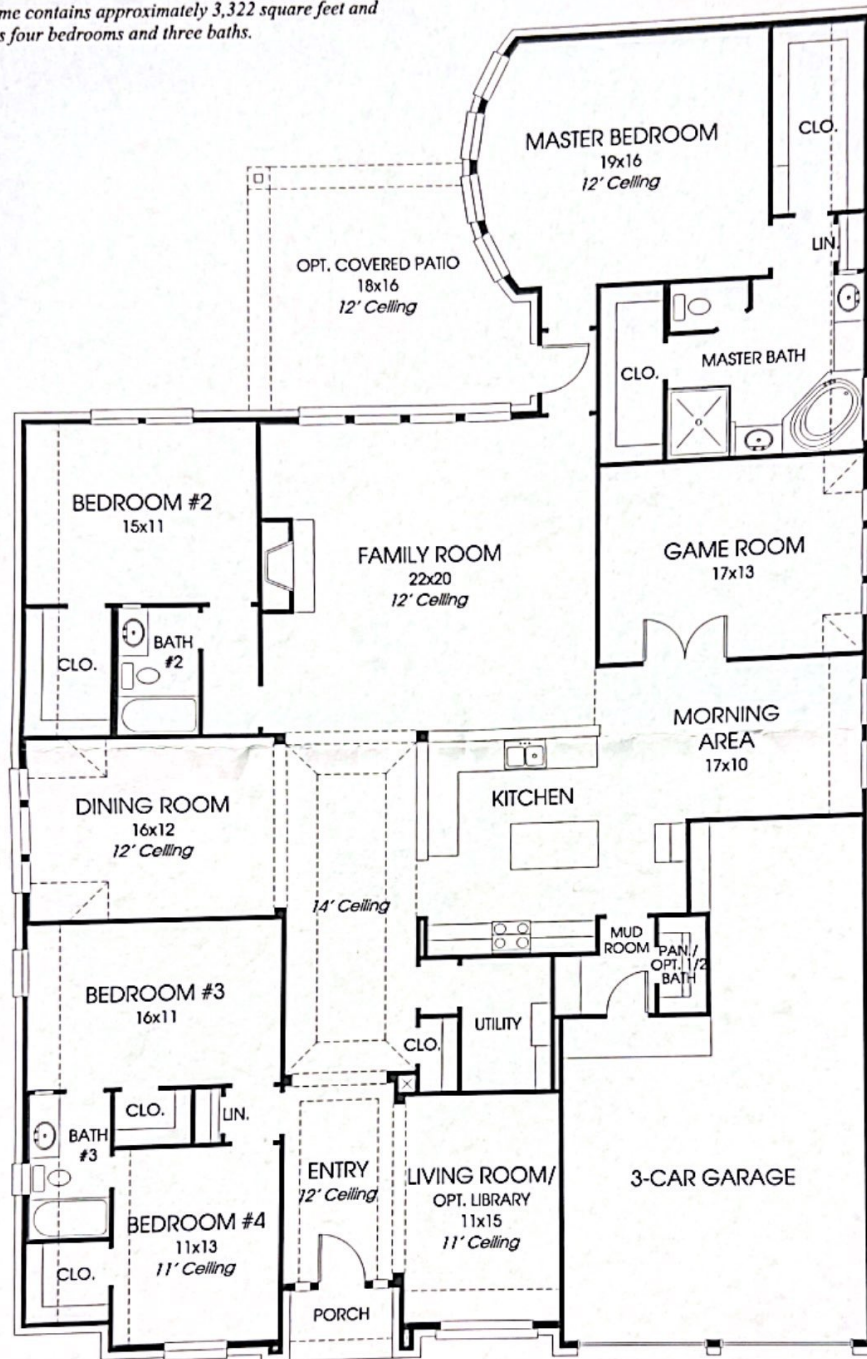 me contains approximately 3,322 square feet and
s four bedrooms and three baths.
MASTER BEDROOM
19x16
12' Ceiling
CLO.
LIN.
OPT. COVERED PATIO
18x16
12' Ceiling
CLO.
MASTER BATH
BEDROOM #2
15x11
FAMILY ROOM
22x20
12' Ceiling
GAME ROOM
17x13
CLO.
BATH
#2
MORNING
AREA
17x10
DINING ROOM
16x12
12' Ceiling
KITCHEN
14' Ceiling
MUD
ROOM
PAN./
OPT. 1/2
BATH
BEDROOM #3
16x11
UTILITY
CLO.
CLO.
LIN.
BATH
#3
ENTRY
12' Ceiling
LIVING ROOM/
OPT. LIBRARY
11x15
11' Ceiling
3-CAR GARAGE
BEDROOM #4
11x13
11' Ceiling
CLO.
PORCH